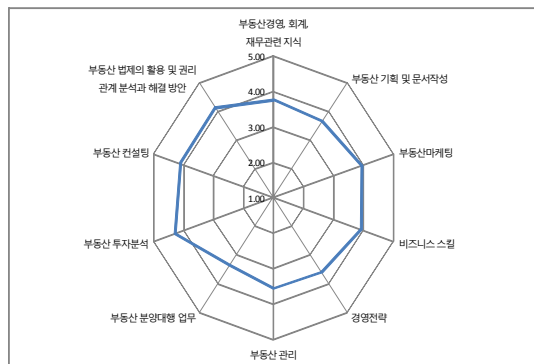 부동산경영, 회계,
재무관련 지식
5.00
부동산 법제의 활용 및 권리
관계 분석과 해결 방안
부동산 기획 및 문서작성
4.00
3.00
부동산 컨설팅
부동산마케팅
2.00
1.00
부동산 투자분석
비즈니스 스킬
부동산 분양대행 업무
경영전략
부동산 관리